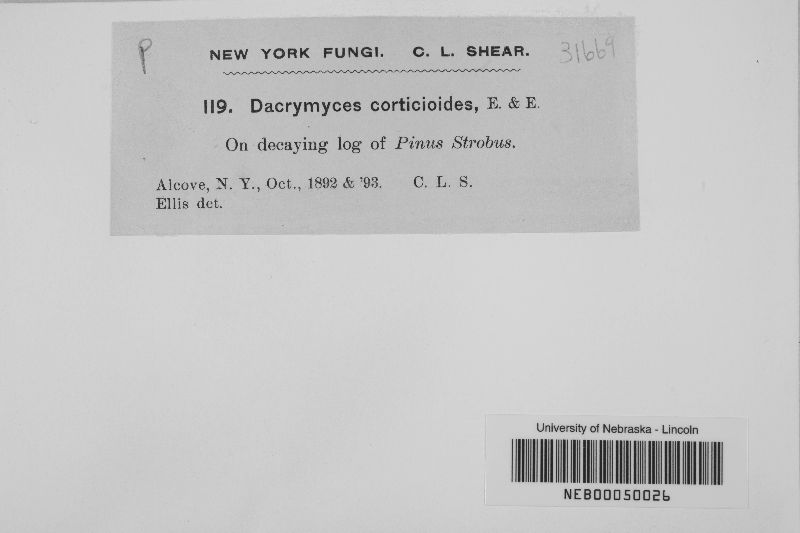 P
NEW YORK FUNGI. C. L. SHEAR. 31669
119. Dacrymyces corticioides, E. & E.
On decaying log of Pinus Strobus.
Alcove, N. Y., Oct., 1892 & '93. C. L. S.
Ellis det.
University of Nebraska - Lincoln
NEB00050026